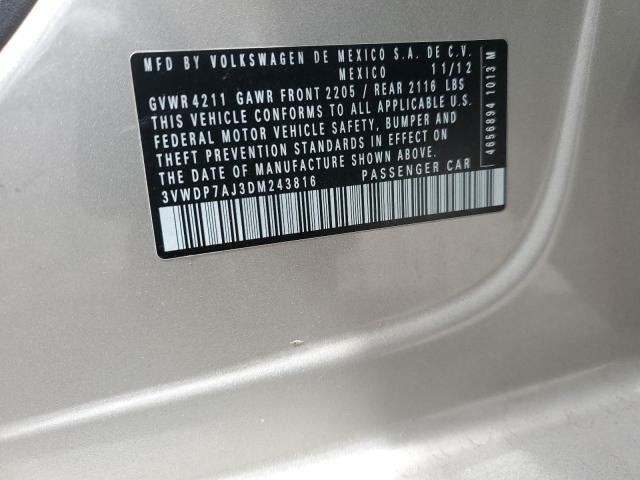 MFD BY VOLKSWAGEN DE MEXICO S.A. DE C.V.
MEXICO 11/12
GVWR 4211 GAWR FRONT 2205 / REAR 2116 LBS
THIS VEHICLE CONFORMS TO ALL APPLICABLE U.S.
FEDERAL MOTOR VEHICLE SAFETY, BUMPER AND
THEFT PREVENTION STANDARDS IN EFFECT ON
THE DATE OF MANUFACTURE SHOWN ABOVE.
3VWDP7AJ3DM243816 PASSENGER CAR
4656894 1013 M